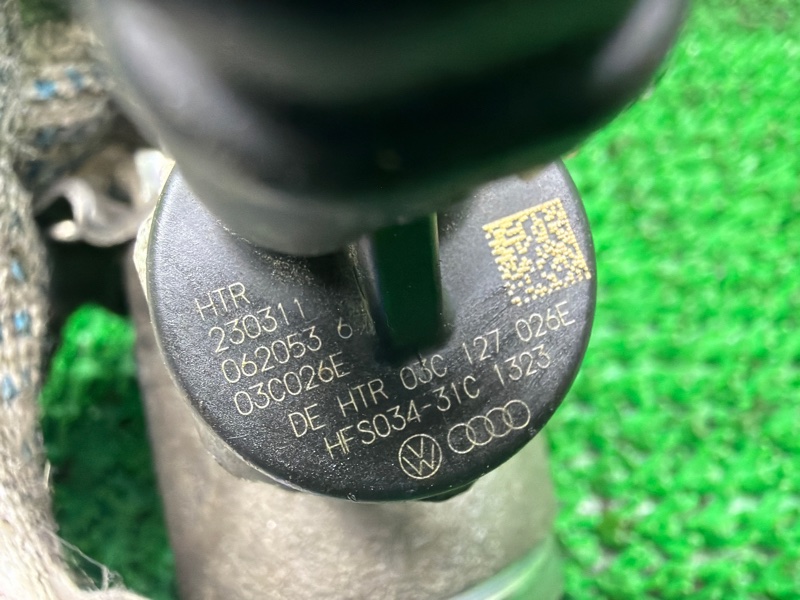 HTR
230311
062053 6
03C026E
DE HTR 03C 127 026E
HFS034-31C 1323